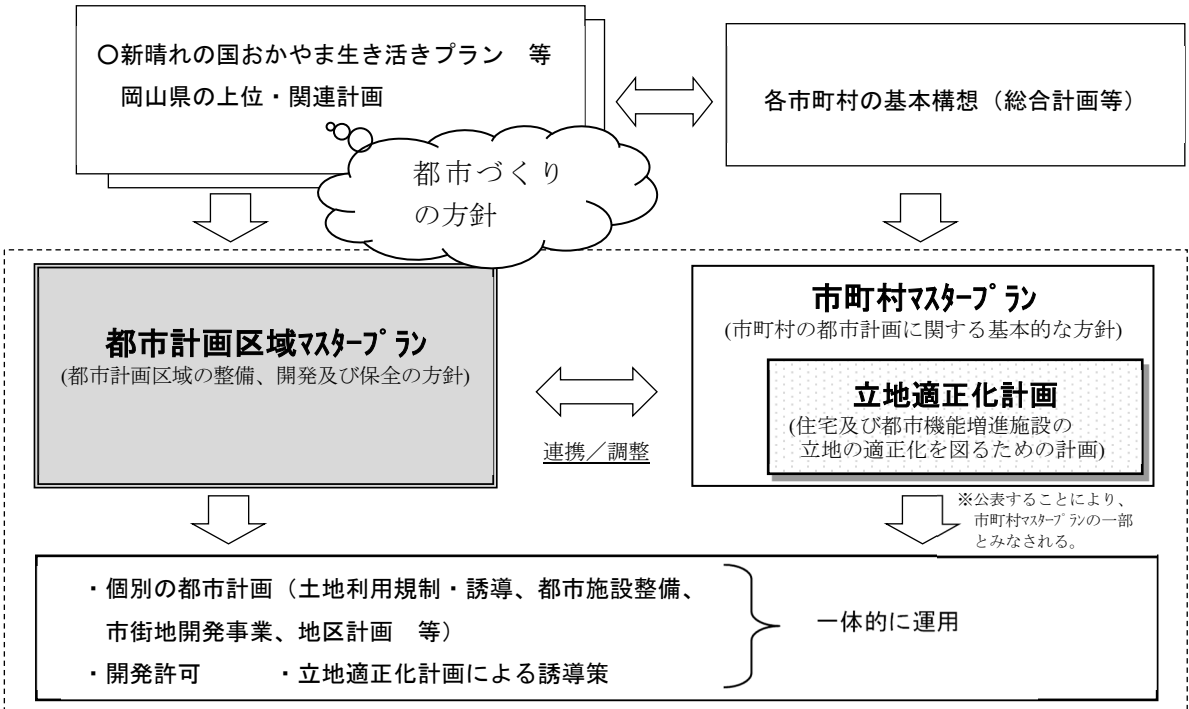 〇新晴れの国おかやま生き活きプラン　等
岡山県の上位・関連計画
各市町村の基本構想（総合計画等）
都市づくり
の方針
都市計画区域ﾏｽﾀｰﾌﾟﾗﾝ
(都市計画区域の整備、開発及び保全の方針)
連携／調整
市町村ﾏｽﾀｰﾌﾟﾗﾝ
(市町村の都市計画に関する基本的な方針)
立地適正化計画
(住宅及び都市機能増進施設の
立地の適正化を図るための計画)
※公表することにより、
市町村ﾏｽﾀｰﾌﾟﾗﾝの一部
とみなされる。
・個別の都市計画（土地利用規制・誘導、都市施設整備、
市街地開発事業、地区計画　等）
・開発許可　　　・立地適正化計画による誘導策
一体的に運用